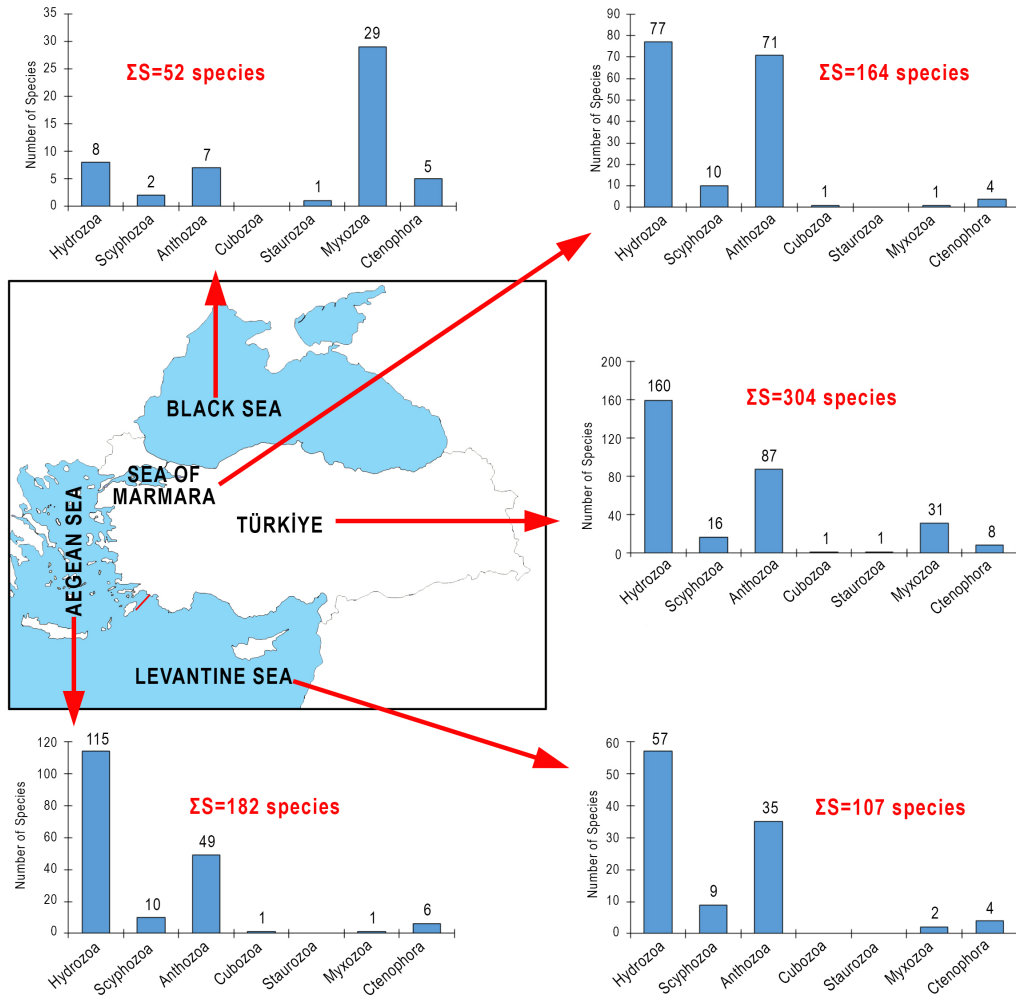 35
30
25
20
15
10
5
0
Number of Species
ΣS=52 species
8
2
7
1
29
5
Hydrozoa
Scyphozoa
Anthozoa
Cubozoa
Staurozoa
Myxozoa
Ctenophora
90
80
70
60
50
40
30
20
10
0
Number of Species
ΣS=164 species
77
10
71
1
1
4
Hydrozoa
Scyphozoa
Anthozoa
Cubozoa
Staurozoa
Myxozoa
Ctenophora
BLACK SEA
SEA OF
MARMARA
TÜRKİYE
AEGEAN SEA
LEVANTINE SEA
200
160
120
80
40
0
Number of Species
ΣS=304 species
160
16
87
1
1
31
8
Hydrozoa
Scyphozoa
Anthozoa
Cubozoa
Staurozoa
Myxozoa
Ctenophora
120
100
80
60
40
20
0
Number of Species
ΣS=182 species
115
10
49
1
1
6
Hydrozoa
Scyphozoa
Anthozoa
Cubozoa
Staurozoa
Myxozoa
Ctenophora
60
50
40
30
20
10
0
Number of Species
ΣS=107 species
57
9
35
2
4
Hydrozoa
Scyphozoa
Anthozoa
Cubozoa
Staurozoa
Myxozoa
Ctenophora